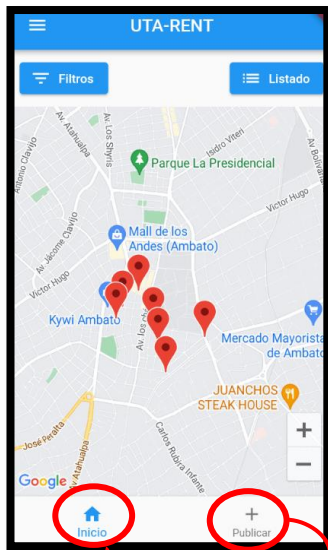 UTA-RENT
Filtros
Listado
Av. Atahualpa
Av. Los Shyris
Isidro Viteri
Antonio Clavijo
Parque La Presidencial
Av. Bolivaria
Victor Hugo
Mall de los
Andes (Ambato)
Av. Jácome Clavijo
Victor Hugo
Kywi Ambato
Av. los ch
Mercado Mayorista
de Ambato
JUANCHOS
STEAK HOUSE
José Peralta
Av. Atahualpa
Carlos Rubira Infante
+
−
Google
Inicio
+
Publicar